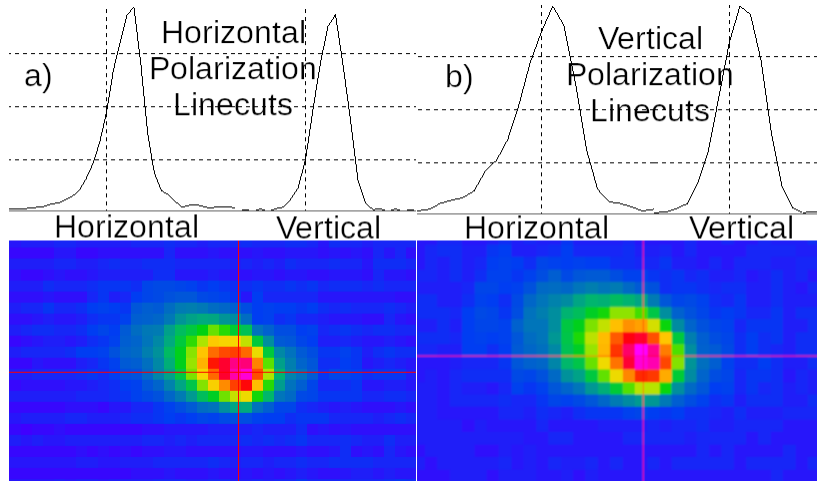 a)
Horizontal
Polarization
Linecuts
Horizontal
Vertical
b)
Vertical
Polarization
Linecuts
Horizontal
Vertical